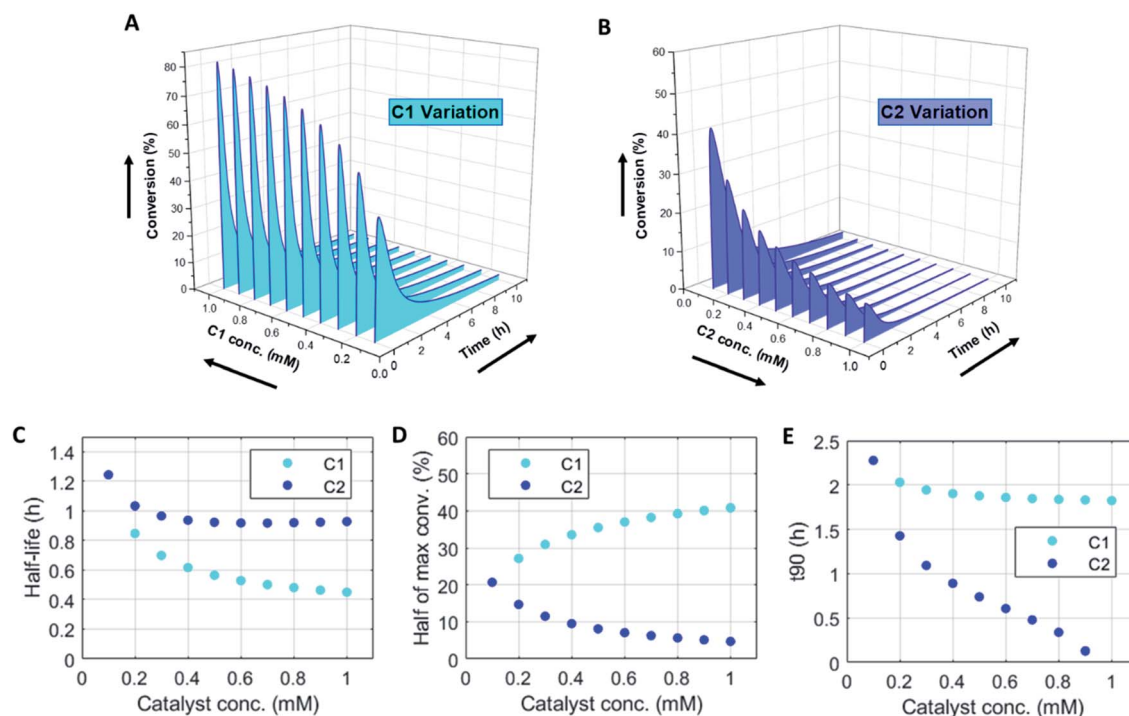 A
C1 Variation
Conversion (%)
80
70
60
50
40
30
20
10
0
1.0
0.8
0.6
0.4
0.2
0.0
C1 conc. (mM)
0
2
4
6
8
10
Time (h)
B
C2 Variation
Conversion (%)
60
50
40
30
20
10
0
0.0
0.2
0.4
0.6
0.8
1.0
C2 conc. (mM)
0
2
4
6
8
10
Time (h)
C
Half-life (h)
1.4
1.2
1
0.8
0.6
0.4
0.2
0
C1
C2
0 0.2 0.4 0.6 0.8 1
Catalyst conc. (mM)
D
Half of max conv. (%)
60
50
40
30
20
10
0
C1
C2
0 0.2 0.4 0.6 0.8 1
Catalyst conc. (mM)
E
t90 (h)
2.5
2
1.5
1
0.5
0
C1
C2
0 0.2 0.4 0.6 0.8 1
Catalyst conc. (mM)